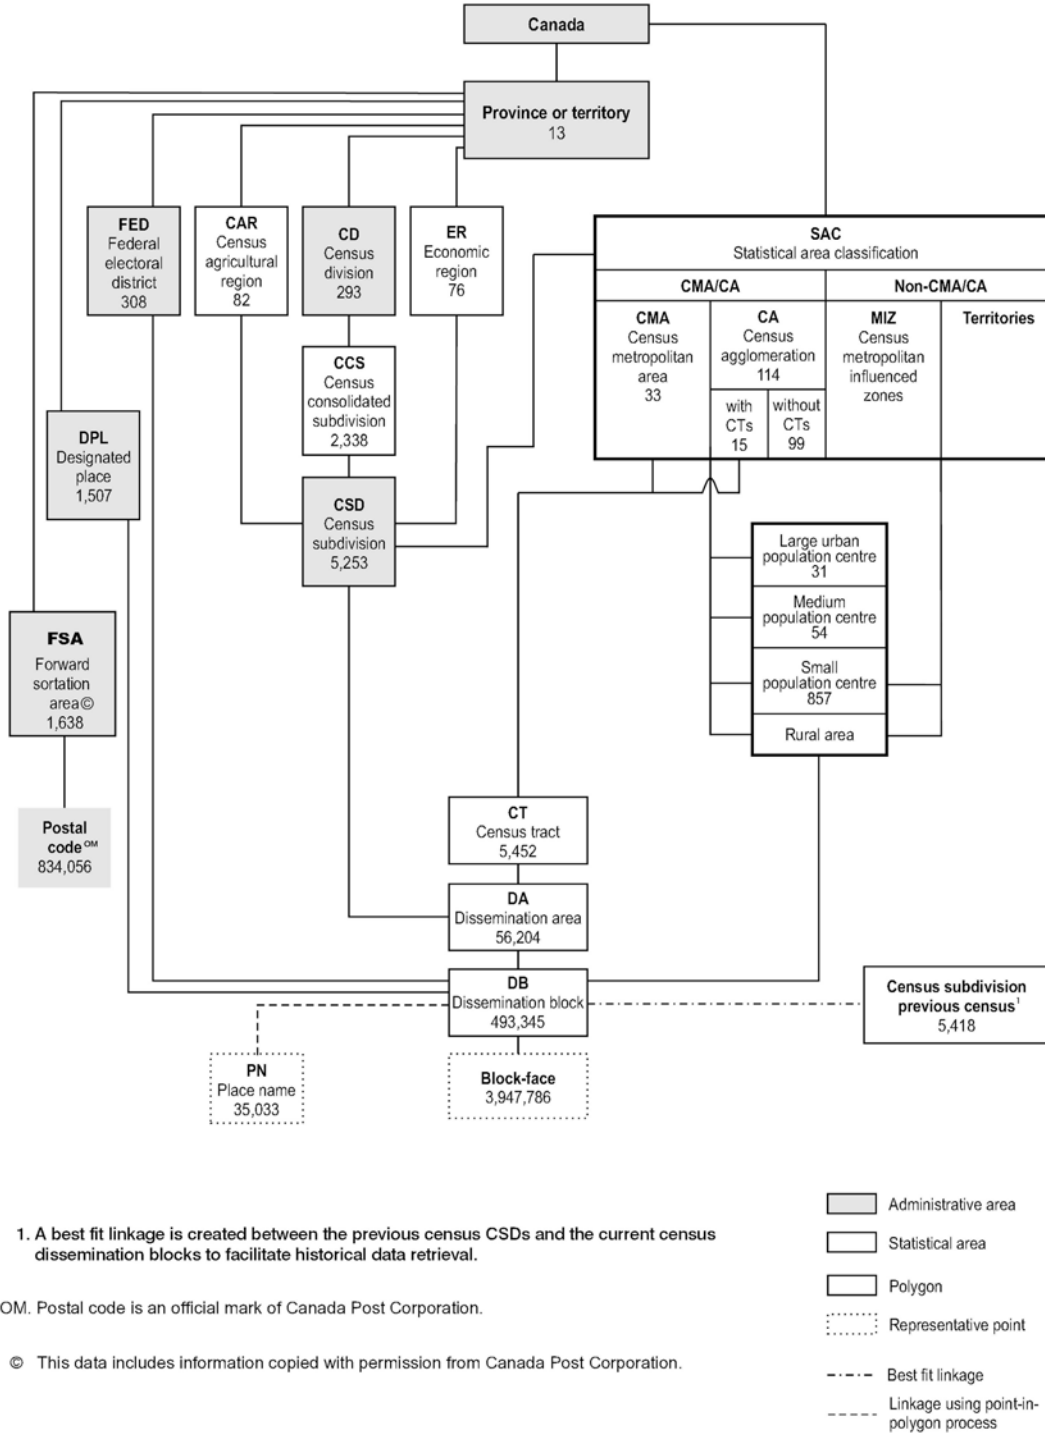 Canada
Province or territory
13
FED
Federal
electoral
district
308
CAR
Census
agricultural
region
82
CD
Census
division
293
ER
Economic
region
76
SAC
Statistical area classification
CMA/CA
Non-CMA/CA
CMA
Census
metropolitan
area
33
CA
Census
agglomeration
114
with
CTs
15
without
CTs
99
MIZ
Census
metropolitan
influenced
zones
Territories
CCS
Census
consolidated
subdivision
2,338
DPL
Designated
place
1,507
CSD
Census
subdivision
5,253
Large urban
population centre
31
Medium
population centre
54
Small
population centre
857
Rural area
FSA
Forward
sortation
area©
1,638
Postal
code OM
834,056
CT
Census tract
5,452
DA
Dissemination area
56,204
DB
Dissemination block
493,345
Census subdivision
previous census1
5,418
PN
Place name
35,033
Block-face
3,947,786
1. A best fit linkage is created between the previous census CSDs and the current census
dissemination blocks to facilitate historical data retrieval.
OM. Postal code is an official mark of Canada Post Corporation.
© This data includes information copied with permission from Canada Post Corporation.
Administrative area
Statistical area
Polygon
Representative point
Best fit linkage
Linkage using point-in-
polygon process